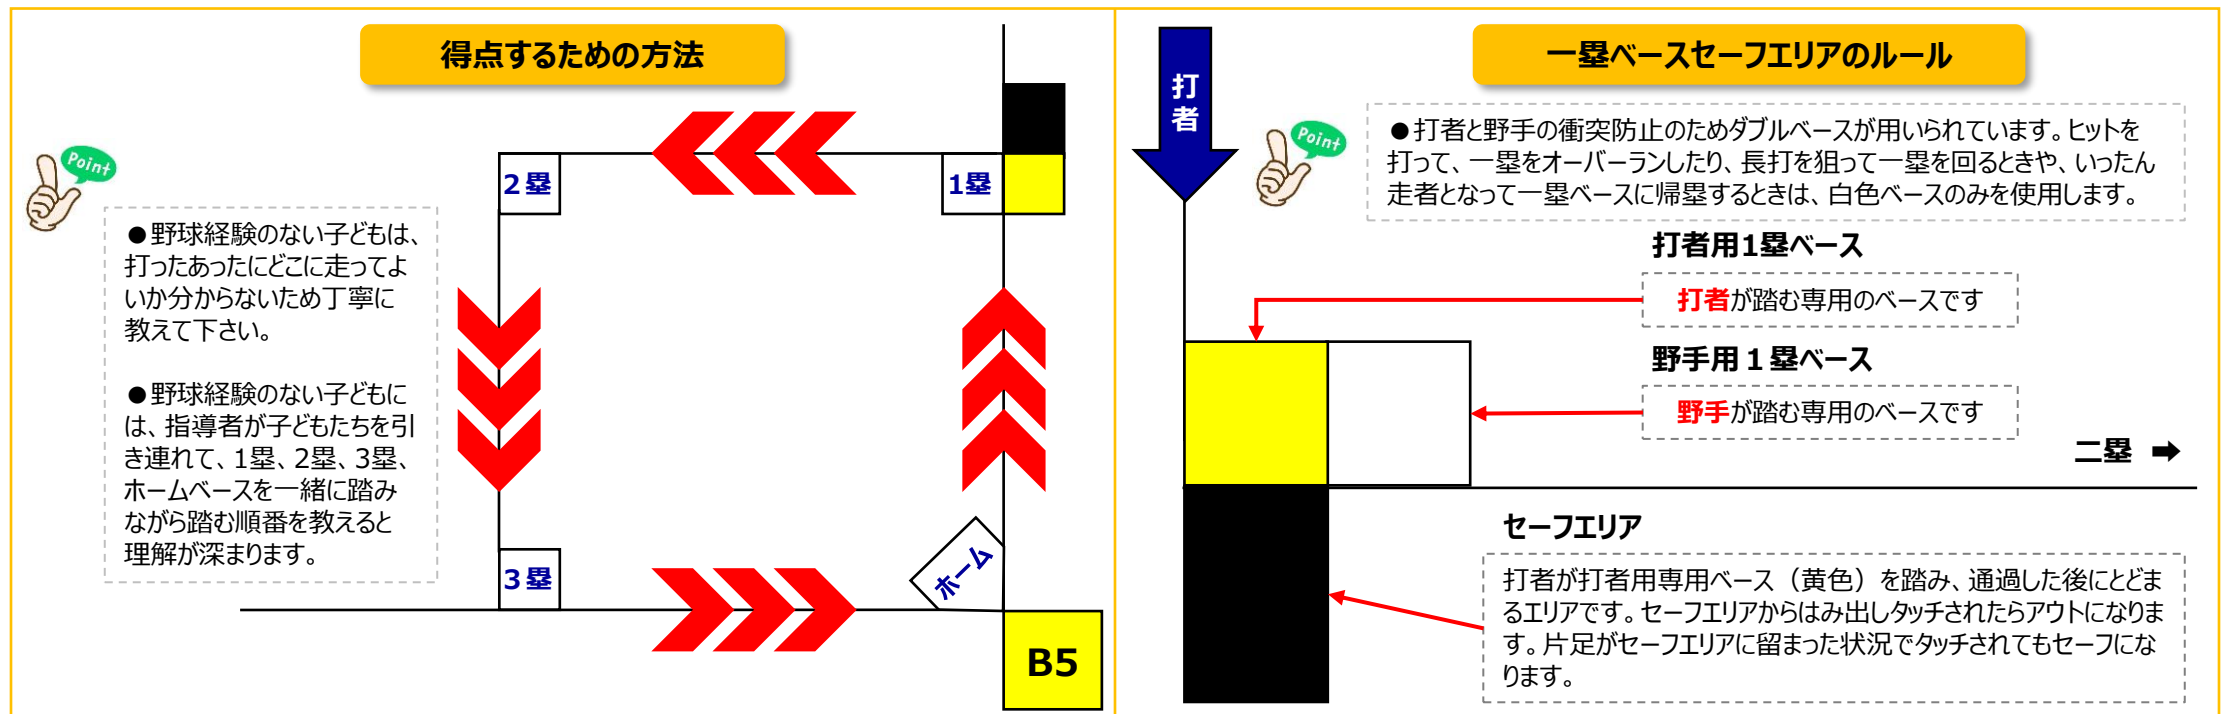 得点するための方法
Point
●野球経験のない子どもは、
打ったあったにどこに走ってよ
いか分からないため丁寧に
教えて下さい。
●野球経験のない子どもに
は、指導者が子どもたちを引
き連れて、1塁、2塁、3塁、
ホームベースを一緒に踏み
ながら踏む順番を教えると
理解が深まります。
２塁
1塁
３塁
ホーム
B5
一塁ベースセーフエリアのルール
打者
Point
●打者と野手の衝突防止のためダブルベースが用いられています。ヒットを
打って、一塁をオーバーランしたり、長打を狙って一塁を回るときや、いったん
走者となって一塁ベースに帰塁するときは、白色ベースのみを使用します。
打者用1塁ベース
打者が踏む専用のベースです
野手用１塁ベース
野手が踏む専用のベースです
二塁 ➡
セーフエリア
打者が打者用専用ベース（黄色）を踏み、通過した後にとどま
るエリアです。セーフエリアからはみ出しタッチされたらアウトになりま
す。片足がセーフエリアに留まった状況でタッチされてもセーフにな
ります。